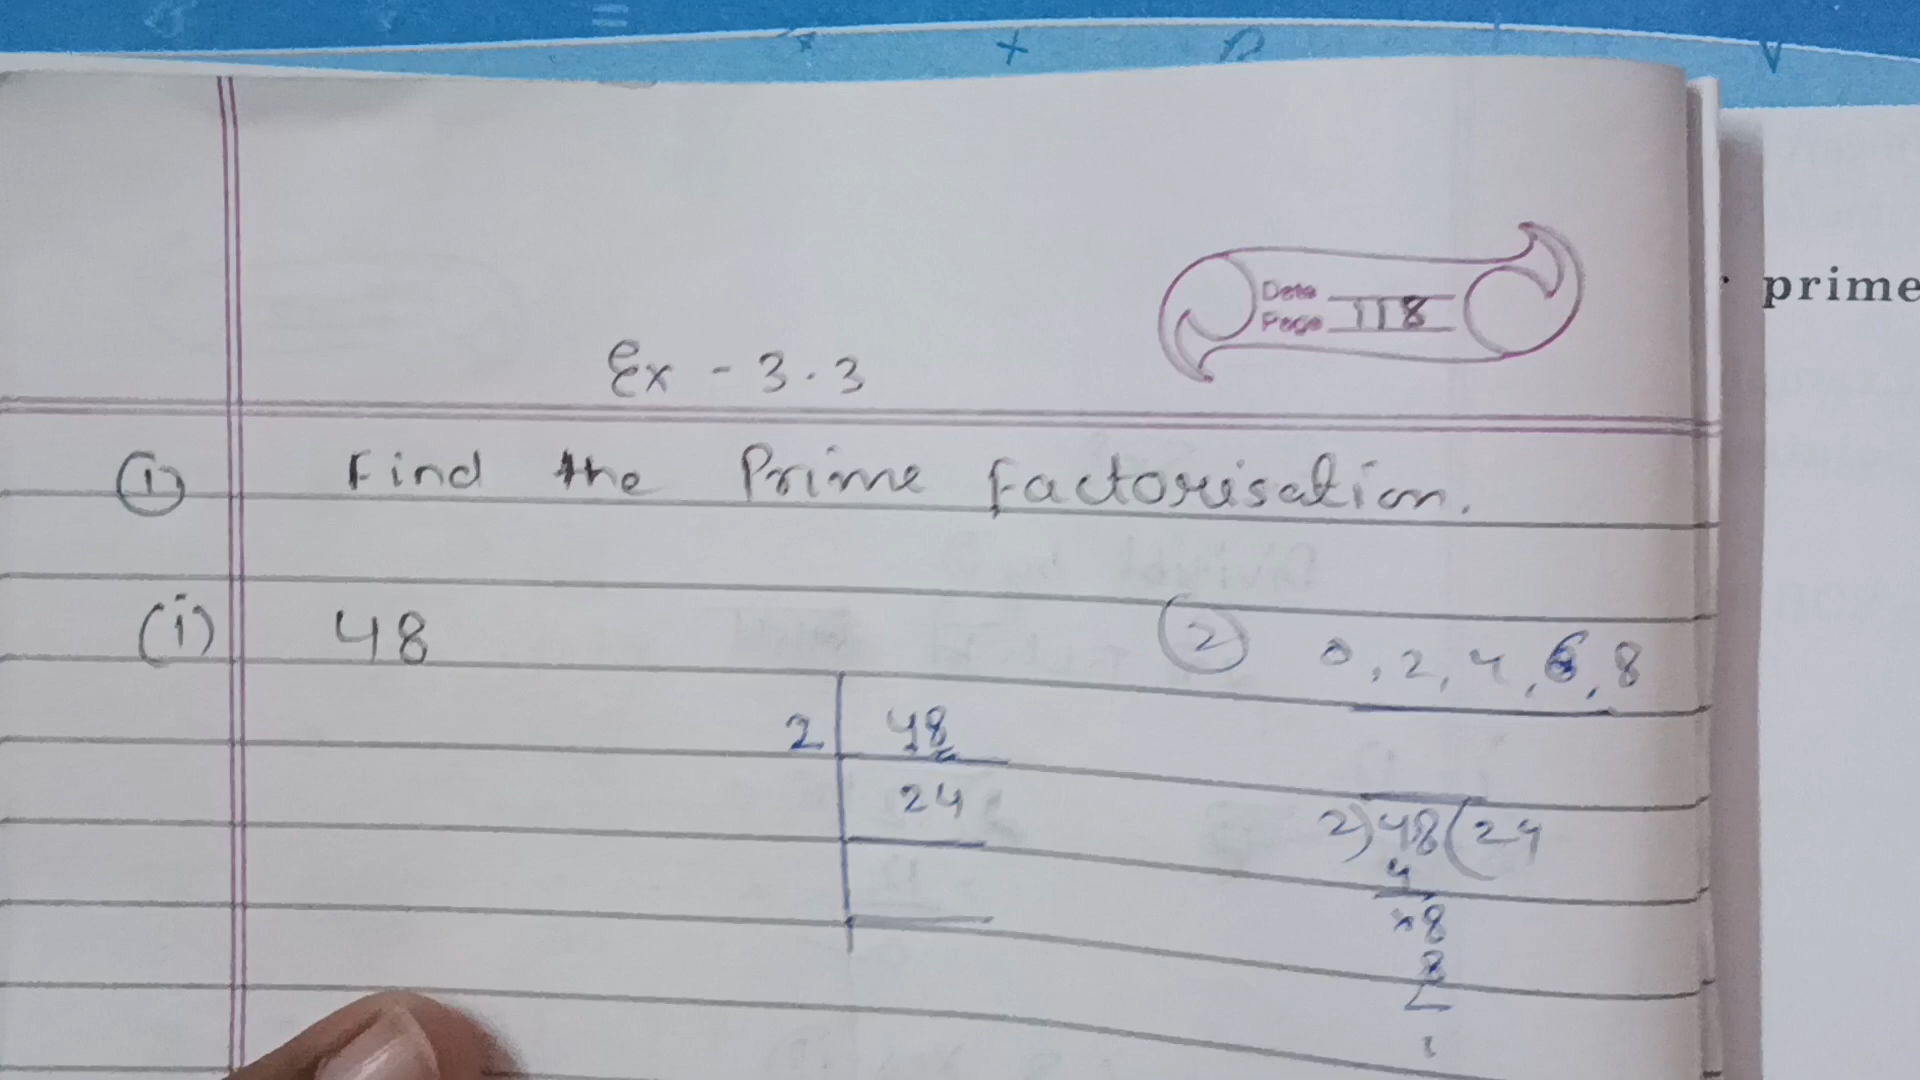 prime
Date
Page 118
Ex - 3.3
① Find the Prime factorisation.
(i) 48
② 0, 2, 4, 6, 8
2 48
24
2)48(24
4
×8
8